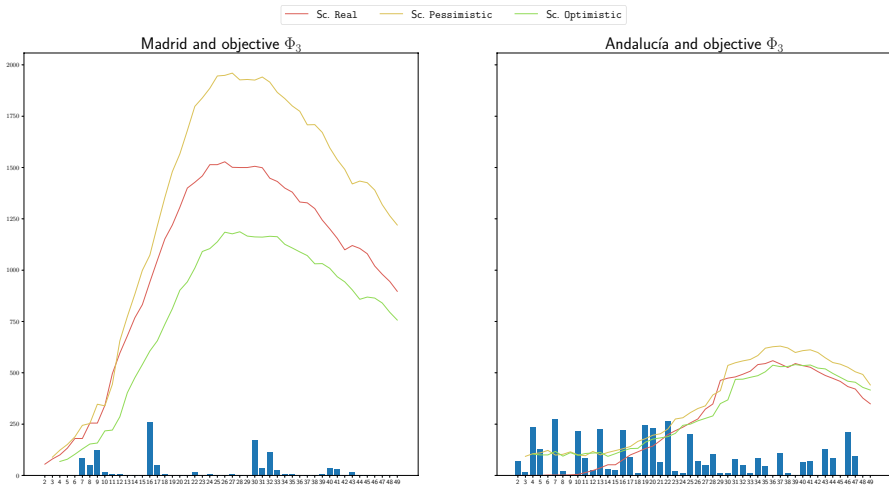 Sc. Real Sc. Pessimistic Sc. Optimistic
Madrid and objective Φ₃
Andalucía and objective Φ₃
2000
1750
1500
1250
1000
750
500
250
0
2 3 4 5 6 7 8 9 10 11 12 13 14 15 16 17 18 19 20 21 22 23 24 25 26 27 28 29 30 31 32 33 34 35 36 37 38 39 40 41 42 43 44 45 46 47 48 49
2 3 4 5 6 7 8 9 10 11 12 13 14 15 16 17 18 19 20 21 22 23 24 25 26 27 28 29 30 31 32 33 34 35 36 37 38 39 40 41 42 43 44 45 46 47 48 49